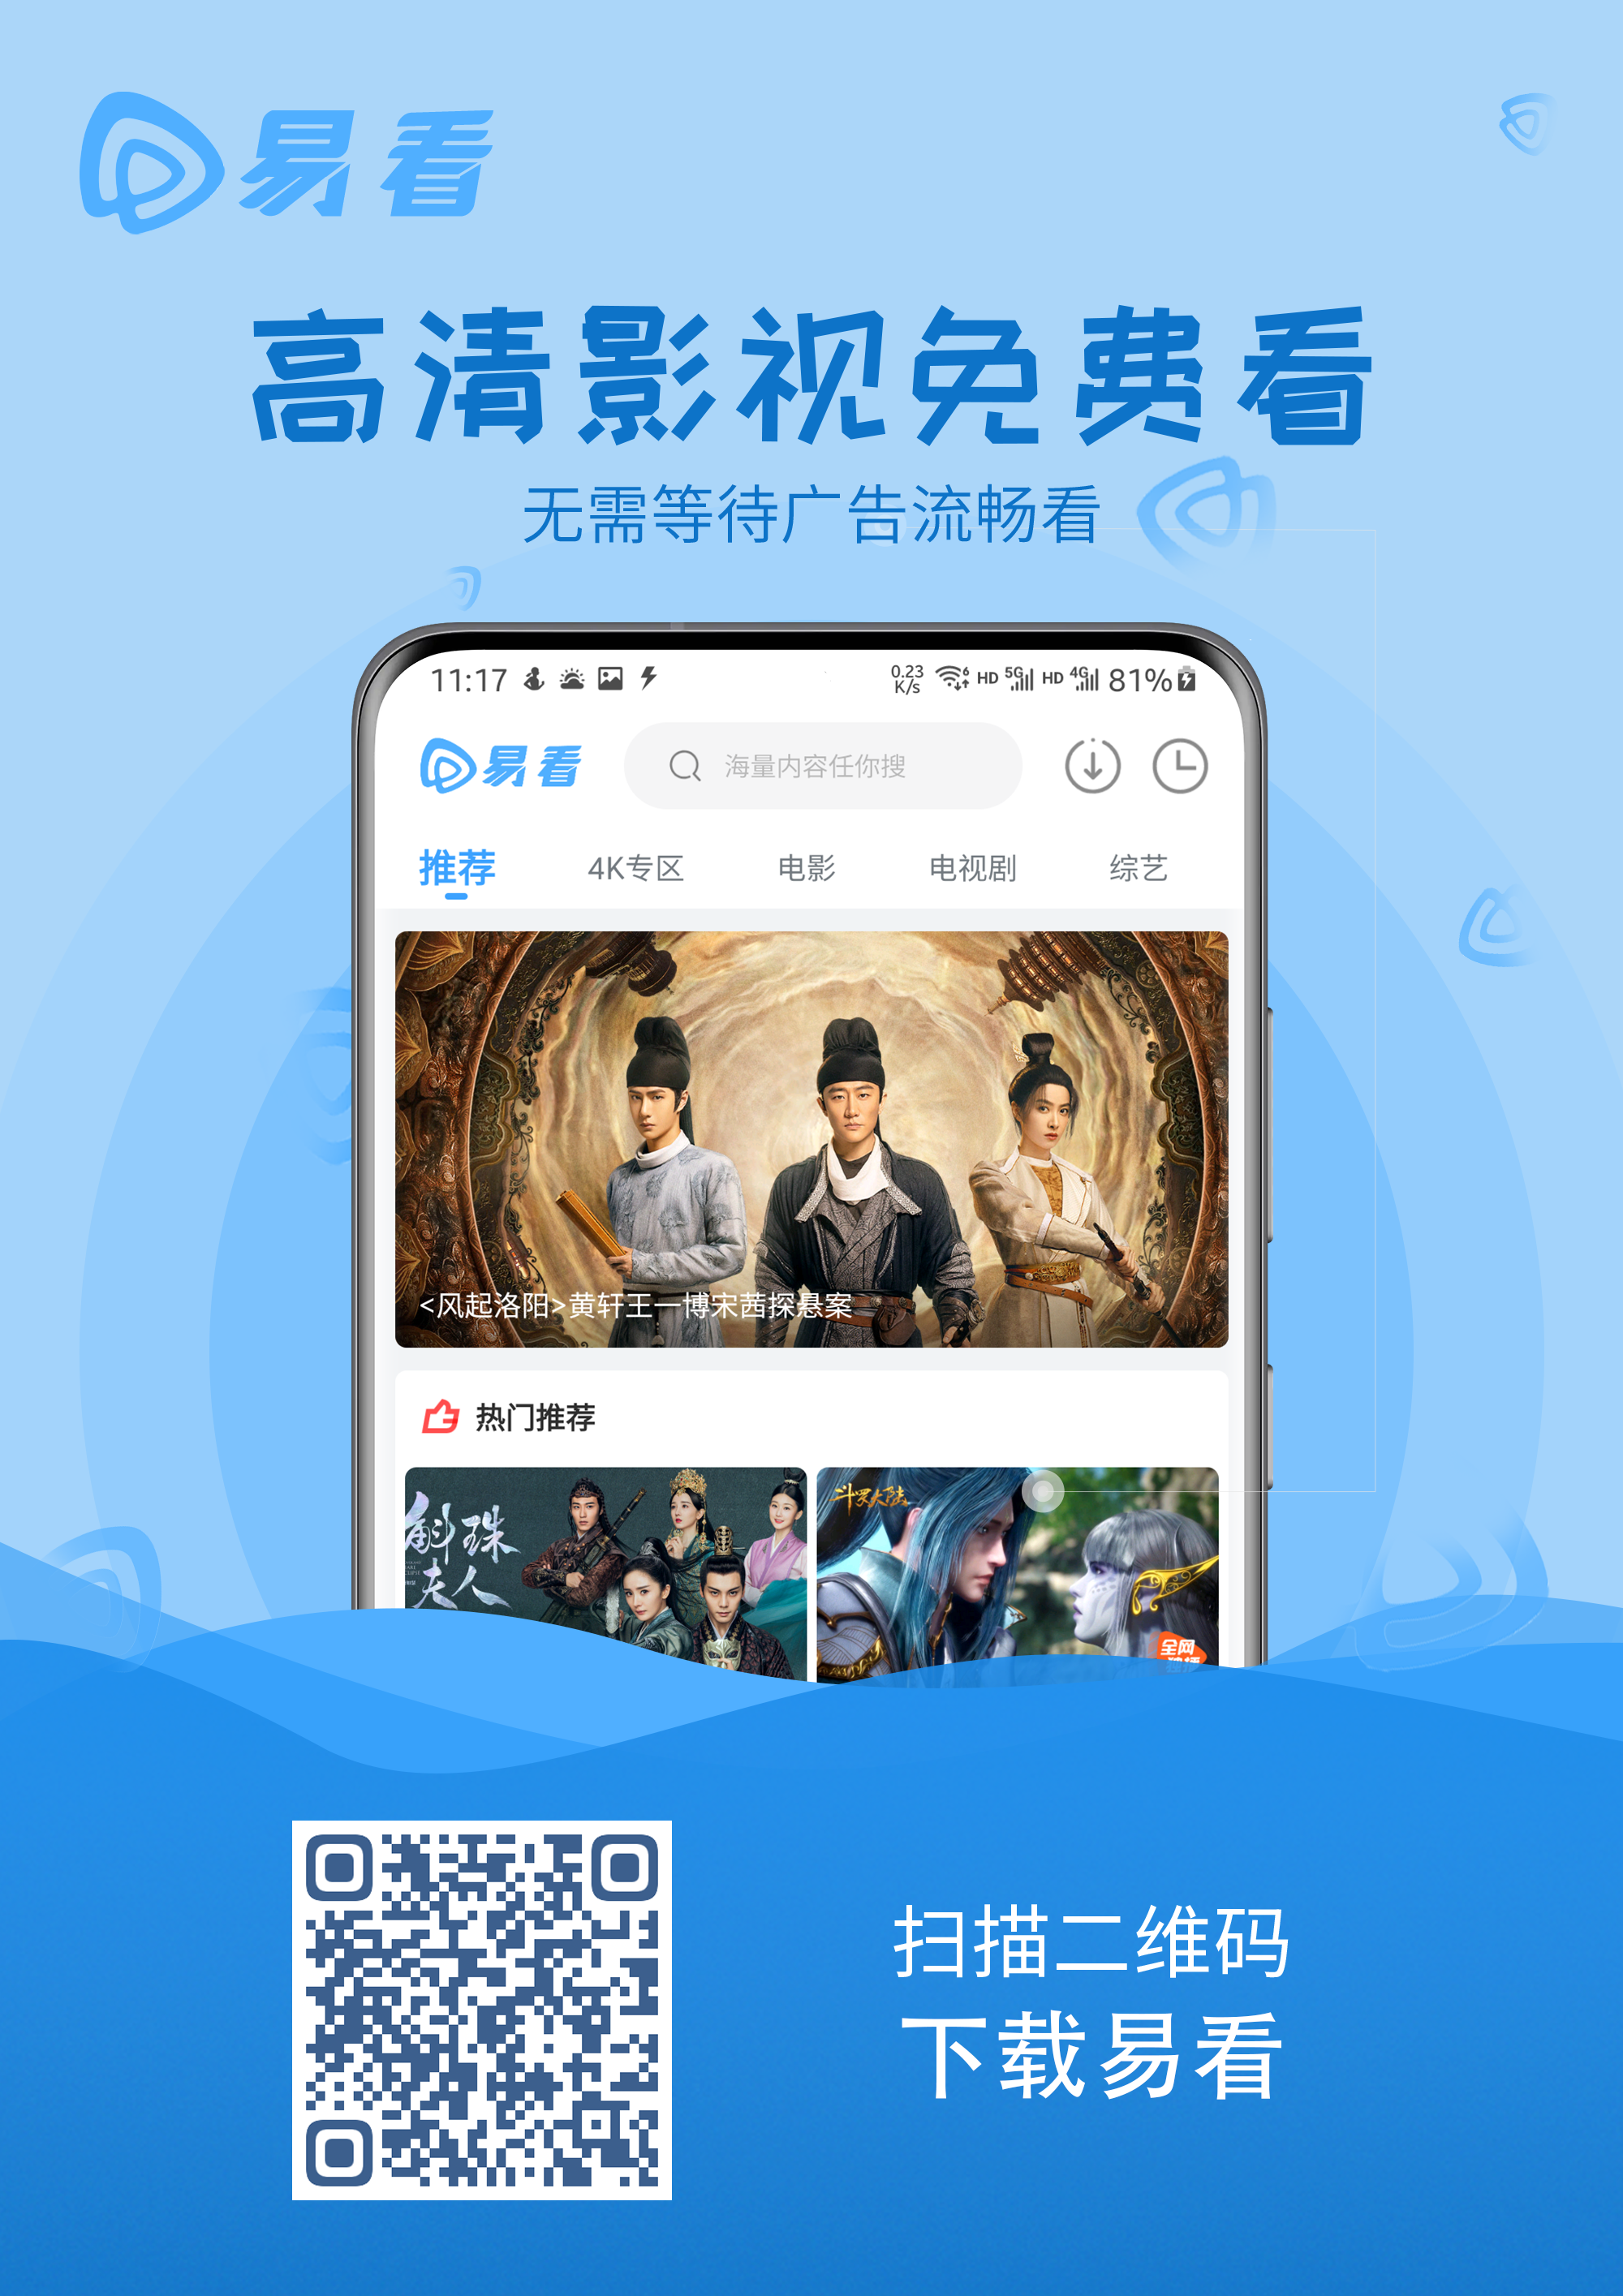 易看
高清影视免费看
无需等待广告流畅看
11:17
0.23
K/s
6
HD 5G HD 4G 81%
易看
海量内容任你搜
推荐 4K专区 电影 电视剧 综艺
<风起洛阳>黄轩王一博宋茜探悬案
热门推荐
斛珠
夫人
斗罗大陆
全网
独播
扫描二维码
下载易看